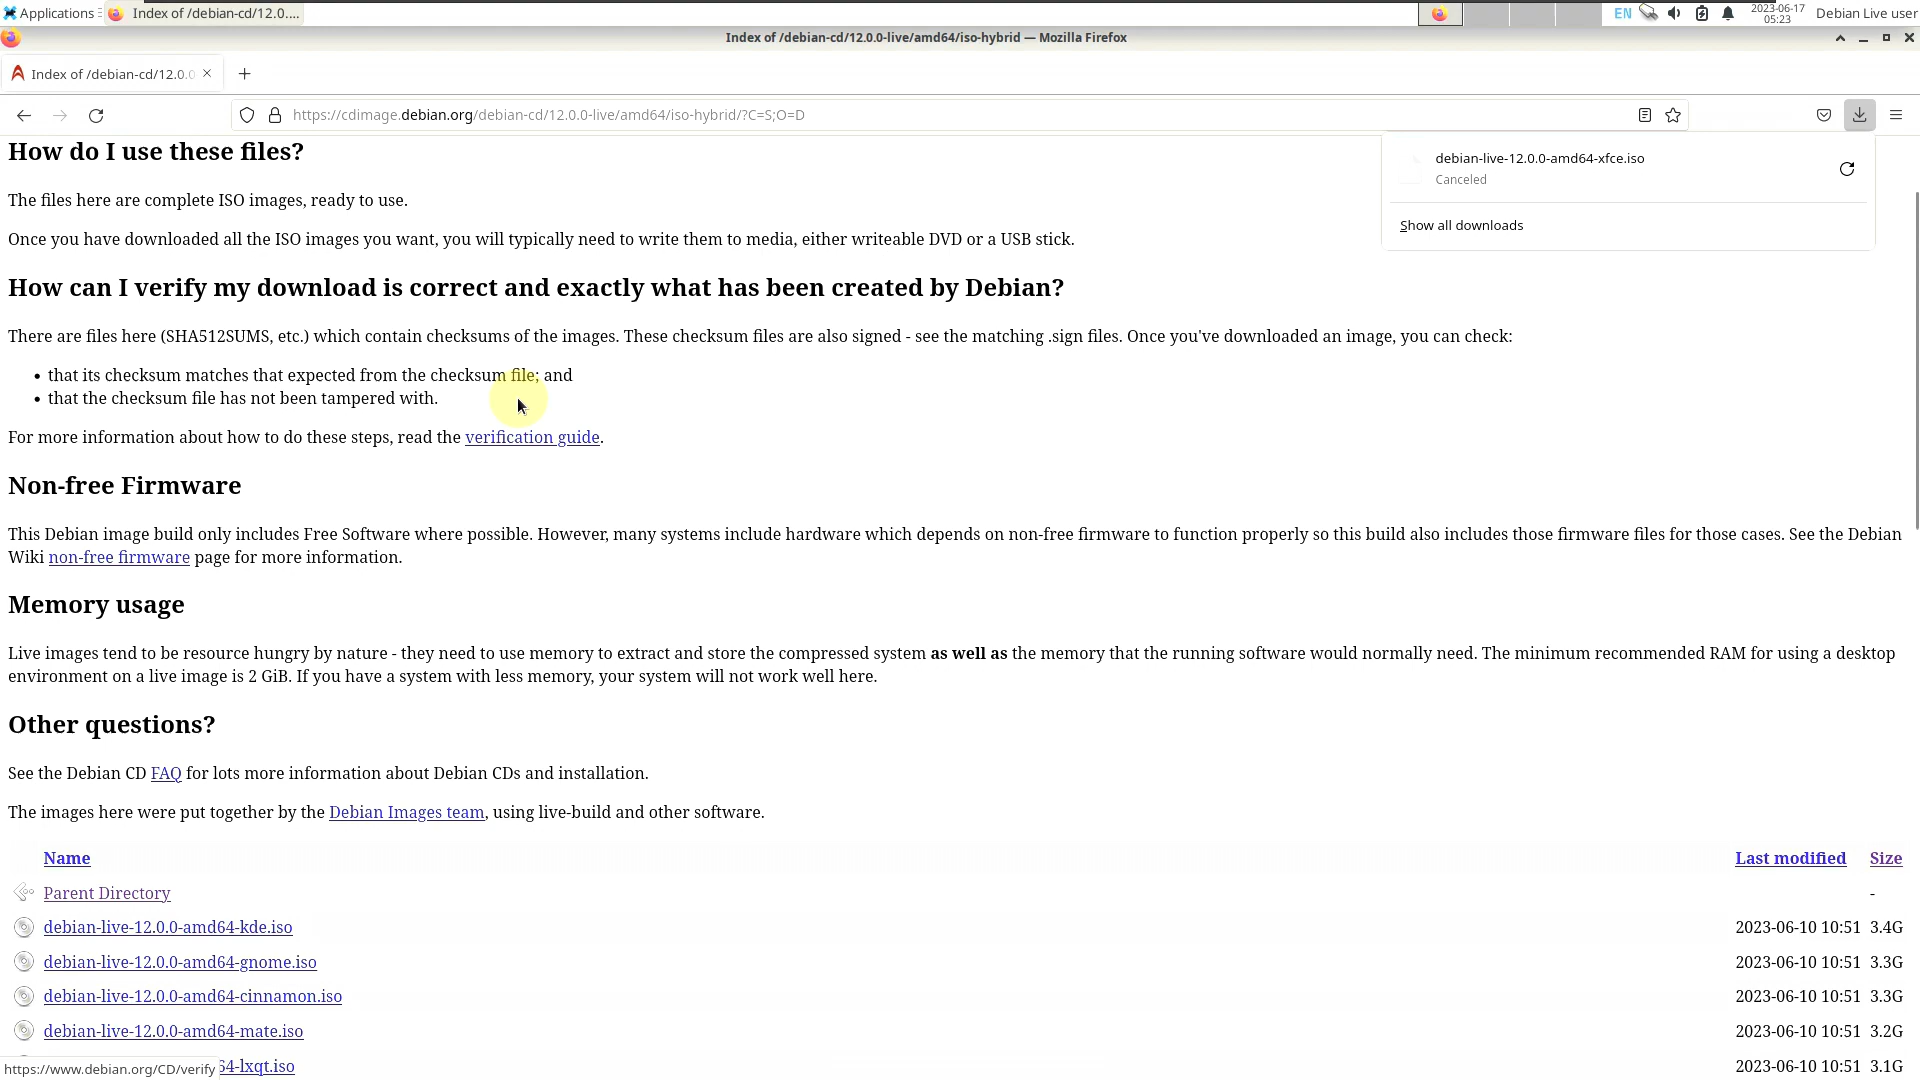 Applications
Index of /debian-cd/12.0....
EN
2023-06-17
05:23
Debian Live user
Index of /debian-cd/12.0.0-live/amd64/iso-hybrid — Mozilla Firefox
Index of /debian-cd/12.0.0
https://cdimage.debian.org/debian-cd/12.0.0-live/amd64/iso-hybrid/?C=S;O=D
debian-live-12.0.0-amd64-xfce.iso
Canceled
Show all downloads
How do I use these files?
The files here are complete ISO images, ready to use.
Once you have downloaded all the ISO images you want, you will typically need to write them to media, either writeable DVD or a USB stick.
How can I verify my download is correct and exactly what has been created by Debian?
There are files here (SHA512SUMS, etc.) which contain checksums of the images. These checksum files are also signed - see the matching .sign files. Once you've downloaded an image, you can check:
• that its checksum matches that expected from the checksum file; and
• that the checksum file has not been tampered with.
For more information about how to do these steps, read the verification guide.
Non-free Firmware
This Debian image build only includes Free Software where possible. However, many systems include hardware which depends on non-free firmware to function properly so this build also includes those firmware files for those cases. See the Debian
Wiki non-free firmware page for more information.
Memory usage
Live images tend to be resource hungry by nature - they need to use memory to extract and store the compressed system as well as the memory that the running software would normally need. The minimum recommended RAM for using a desktop
environment on a live image is 2 GiB. If you have a system with less memory, your system will not work well here.
Other questions?
See the Debian CD FAQ for lots more information about Debian CDs and installation.
The images here were put together by the Debian Images team, using live-build and other software.
Name Last modified Size
Parent Directory -
debian-live-12.0.0-amd64-kde.iso 2023-06-10 10:51 3.4G
debian-live-12.0.0-amd64-gnome.iso 2023-06-10 10:51 3.3G
debian-live-12.0.0-amd64-cinnamon.iso 2023-06-10 10:51 3.3G
debian-live-12.0.0-amd64-mate.iso 2023-06-10 10:51 3.2G
64-lxqt.iso 2023-06-10 10:51 3.1G
https://www.debian.org/CD/verify